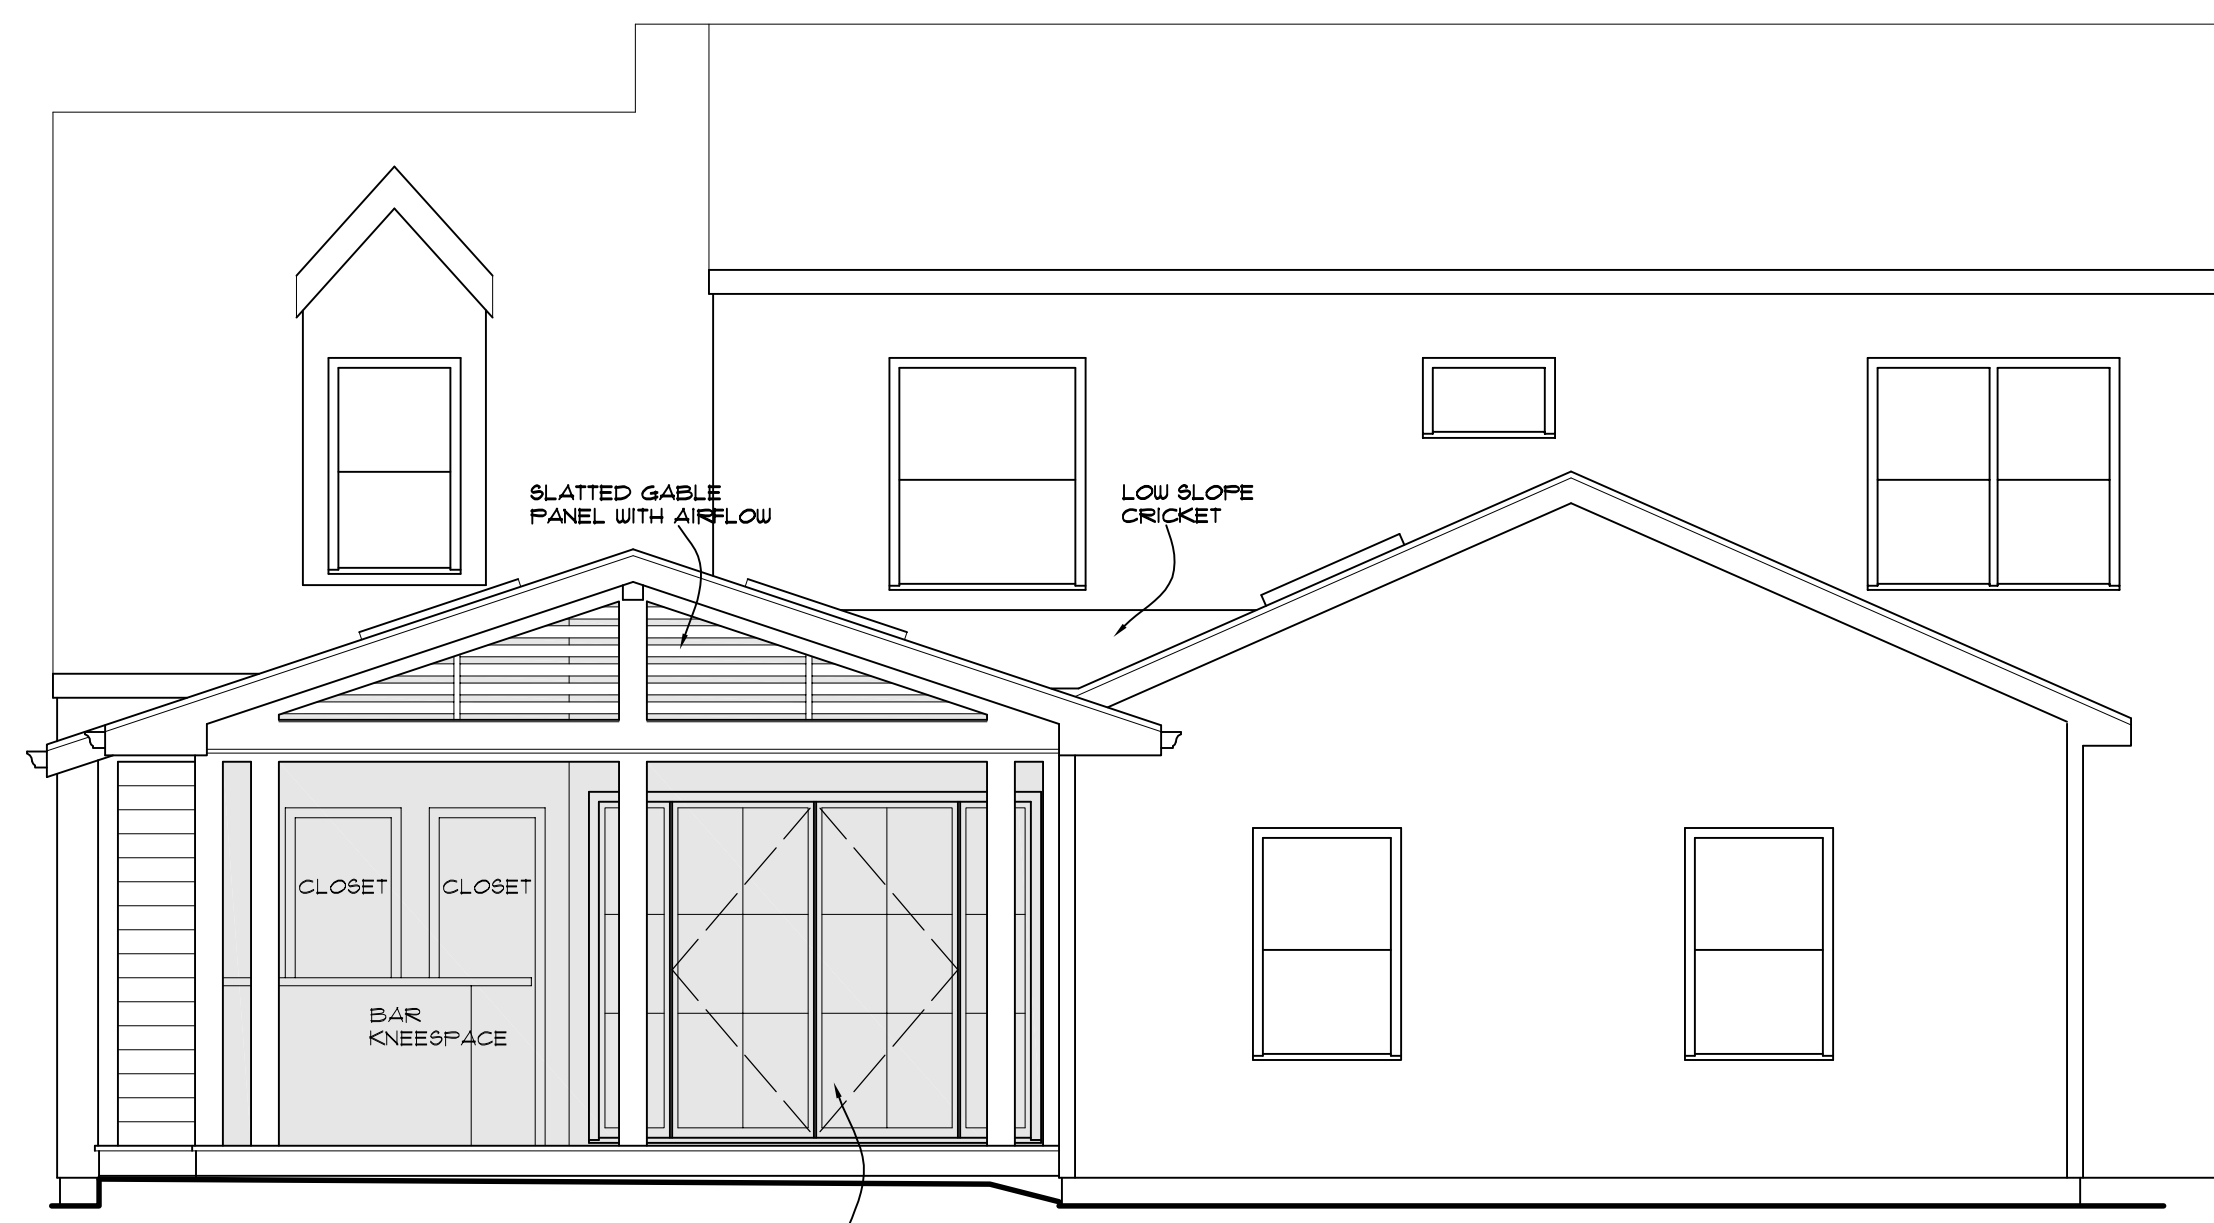 SLATTED GABLE
PANEL WITH AIRFLOW
LOW SLOPE
CRICKET
CLOSET
CLOSET
BAR
KNEESPACE